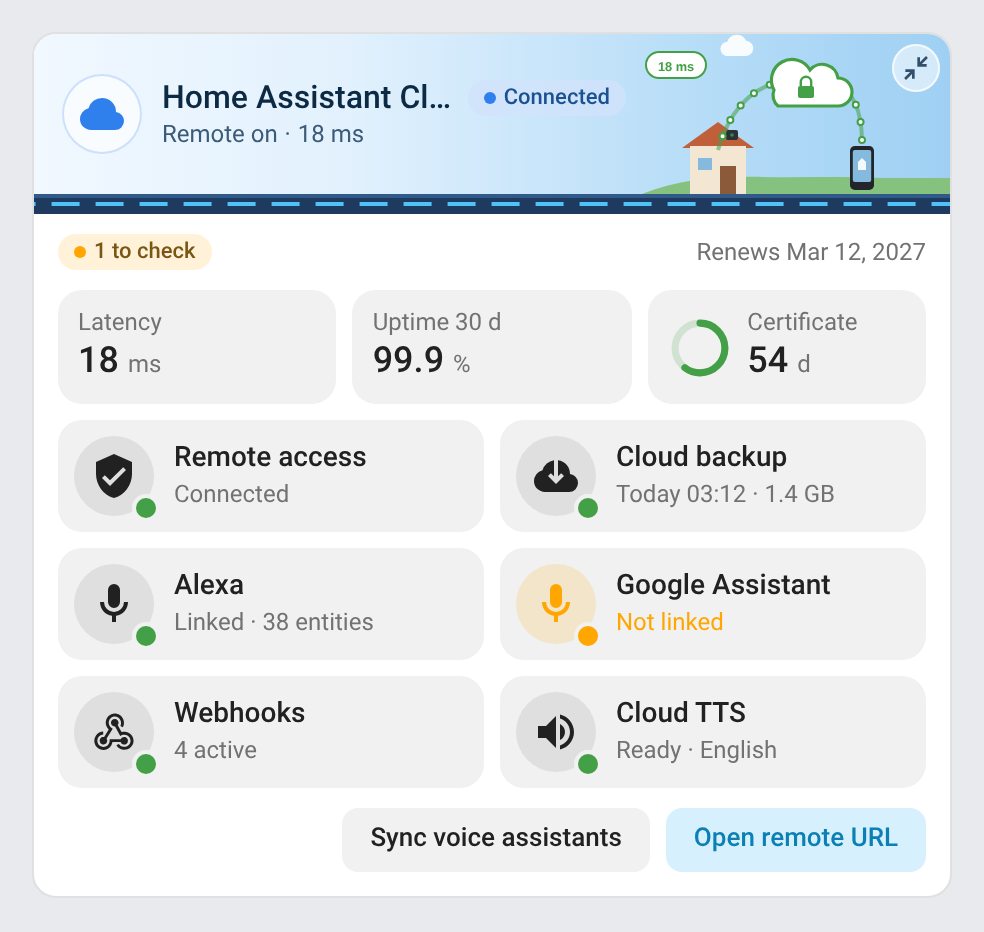 Home Assistant Cl...
Connected
Remote on · 18 ms
18 ms
1 to check
Renews Mar 12, 2027
Latency
18 ms
Uptime 30 d
99.9 %
Certificate
54 d
Remote access
Connected
Cloud backup
Today 03:12 · 1.4 GB
Alexa
Linked · 38 entities
Google Assistant
Not linked
Webhooks
4 active
Cloud TTS
Ready · English
Sync voice assistants
Open remote URL